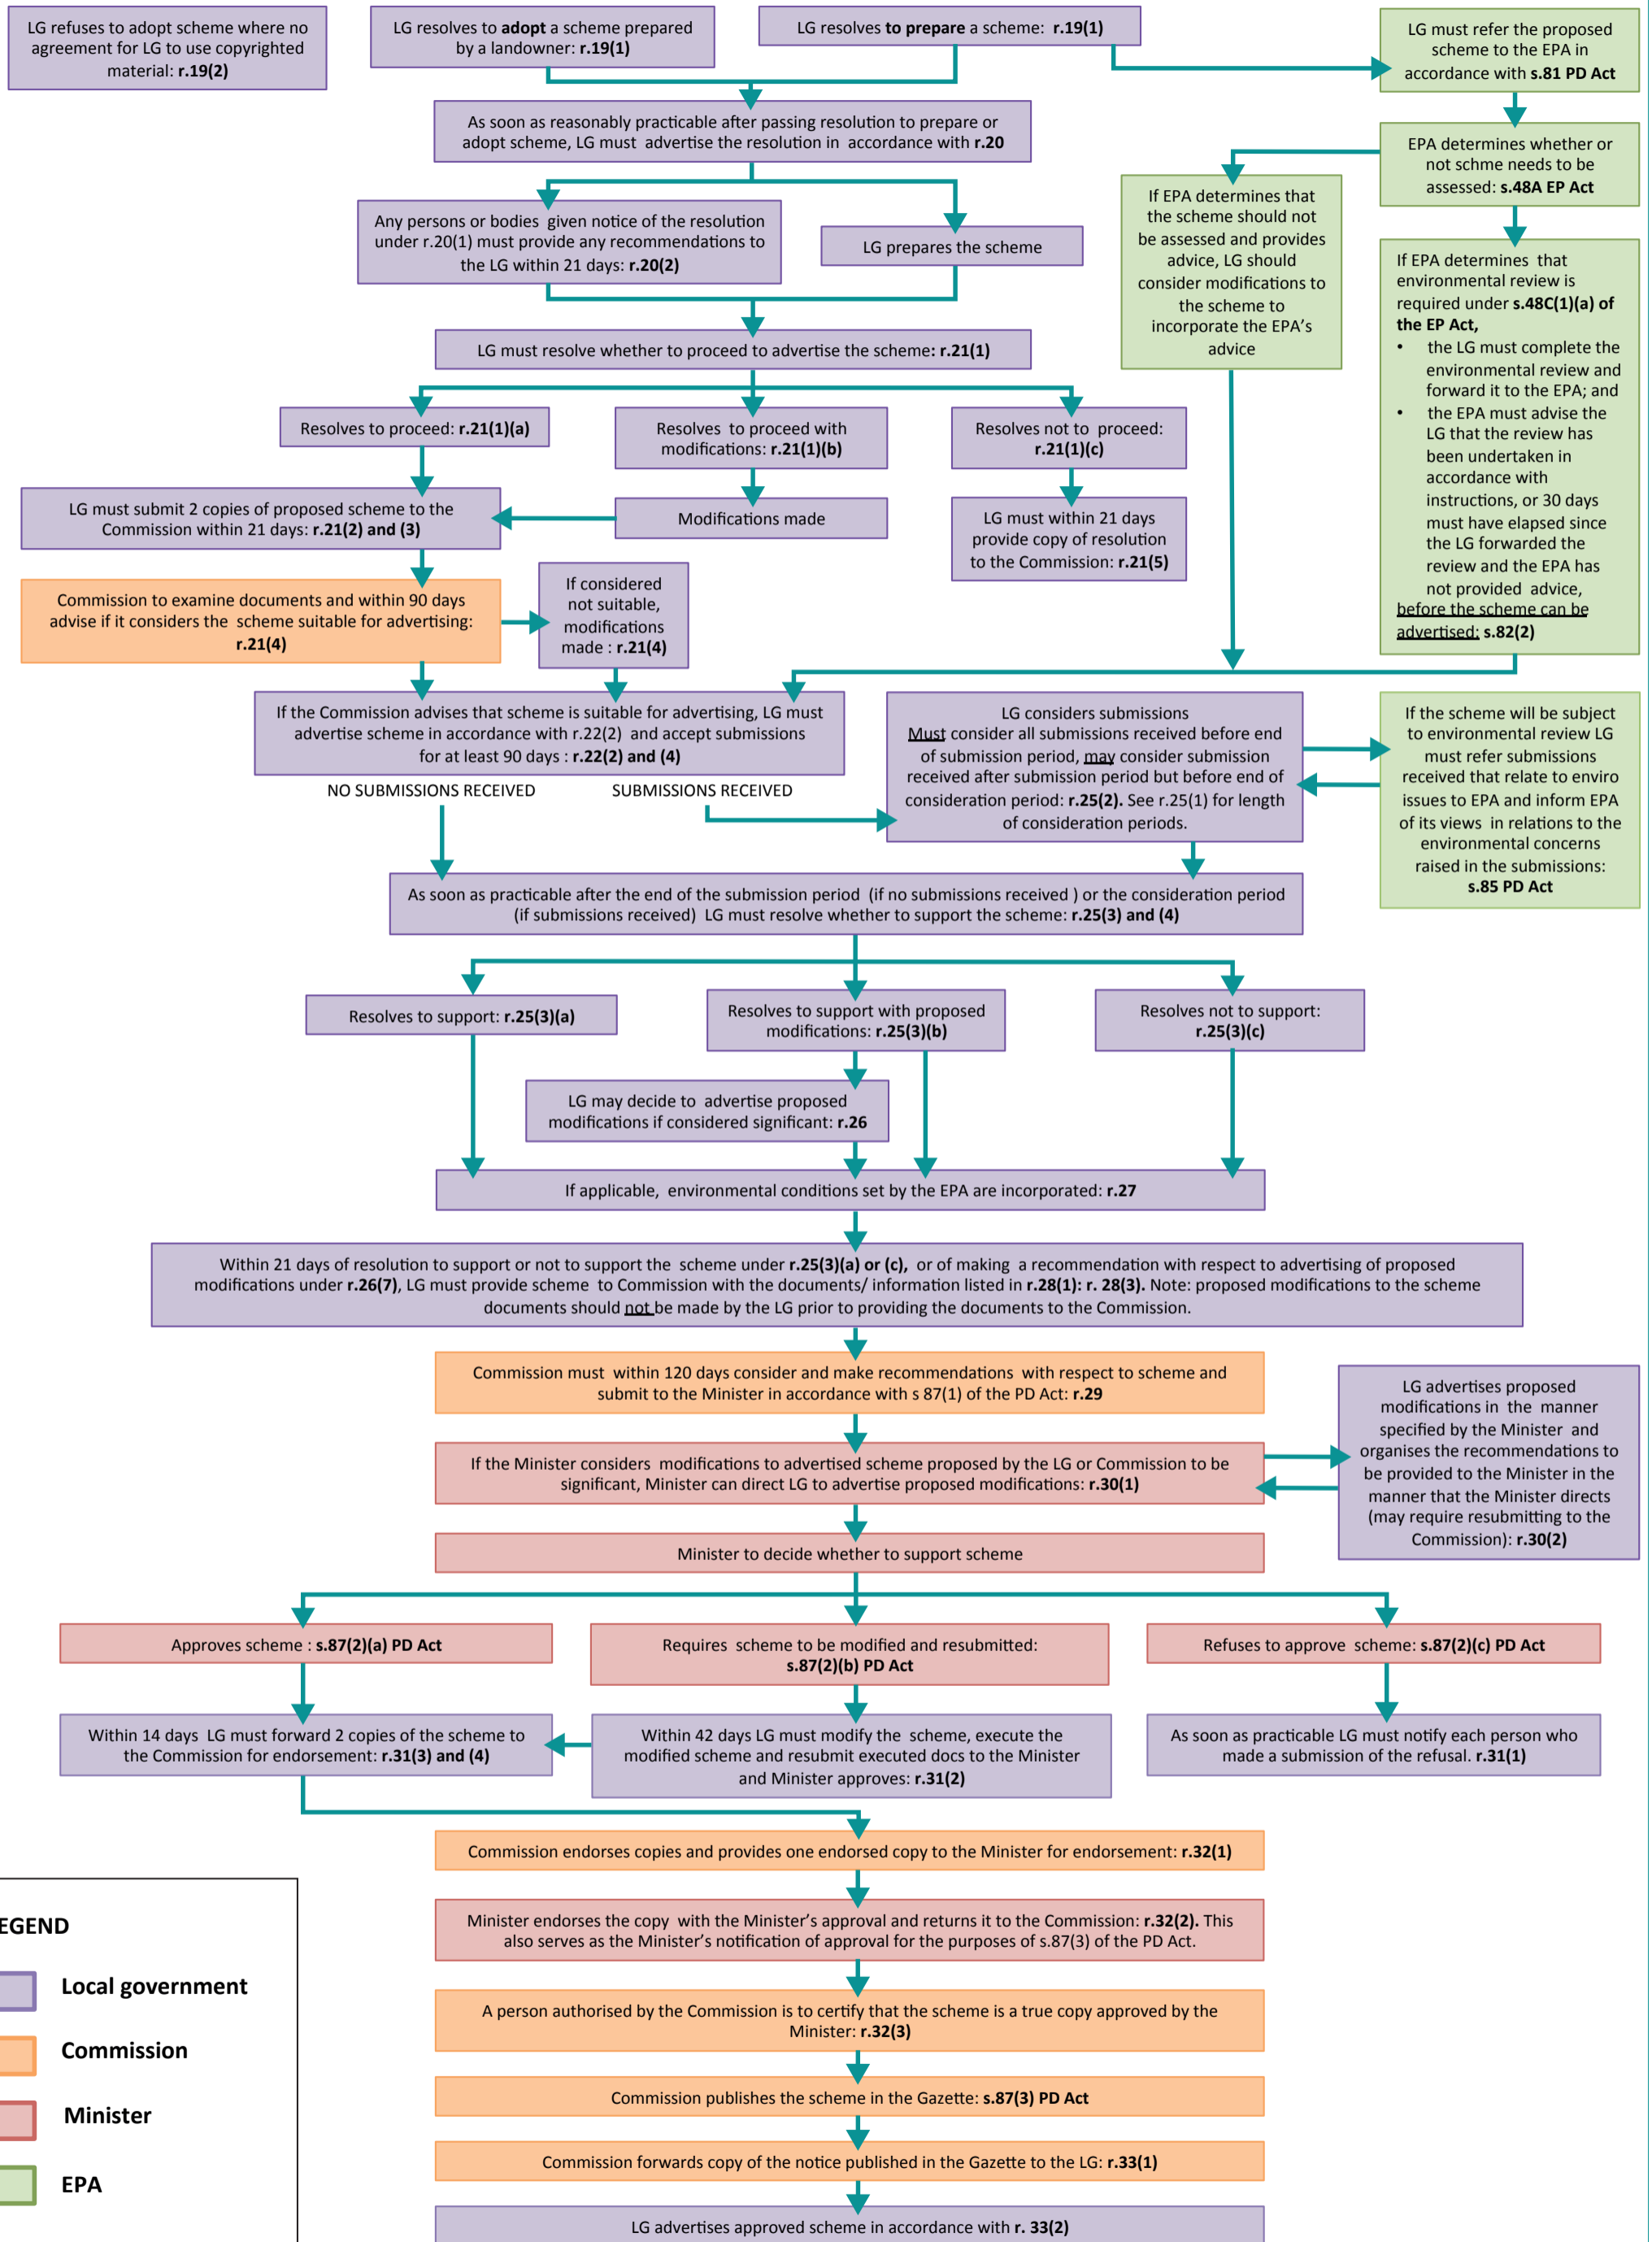 LG refuses to adopt scheme where no
agreement for LG to use copyrighted
material: r.19(2)
LG resolves to adopt a scheme prepared
by a landowner: r.19(1)
LG resolves to prepare a scheme: r.19(1)
LG must refer the proposed
scheme to the EPA in
accordance with s.81 PD Act
As soon as reasonably practicable after passing resolution to prepare or
adopt scheme, LG must advertise the resolution in accordance with r.20
EPA determines whether or
not schme needs to be
assessed: s.48A EP Act
Any persons or bodies given notice of the resolution
under r.20(1) must provide any recommendations to
the LG within 21 days: r.20(2)
LG prepares the scheme
If EPA determines that
the scheme should not
be assessed and provides
advice, LG should
consider modifications to
the scheme to
incorporate the EPA's
advice
If EPA determines that
environmental review is
required under s.48C(1)(a) of
the EP Act,
• the LG must complete the
environmental review and
forward it to the EPA; and
• the EPA must advise the
LG that the review has
been undertaken in
accordance with
instructions, or 30 days
must have elapsed since
the LG forwarded the
review and the EPA has
not provided advice,
before the scheme can be
advertised: s.82(2)
LG must resolve whether to proceed to advertise the scheme: r.21(1)
Resolves to proceed: r.21(1)(a)
Resolves to proceed with
modifications: r.21(1)(b)
Resolves not to proceed:
r.21(1)(c)
LG must submit 2 copies of proposed scheme to the
Commission within 21 days: r.21(2) and (3)
Modifications made
LG must within 21 days
provide copy of resolution
to the Commission: r.21(5)
Commission to examine documents and within 90 days
advise if it considers the scheme suitable for advertising:
r.21(4)
If considered
not suitable,
modifications
made : r.21(4)
If the Commission advises that scheme is suitable for advertising, LG must
advertise scheme in accordance with r.22(2) and accept submissions
for at least 90 days : r.22(2) and (4)
NO SUBMISSIONS RECEIVED
SUBMISSIONS RECEIVED
LG considers submissions
Must consider all submissions received before end
of submission period, may consider submission
received after submission period but before end of
consideration period: r.25(2). See r.25(1) for length
of consideration periods.
If the scheme will be subject
to environmental review LG
must refer submissions
received that relate to enviro
issues to EPA and inform EPA
of its views in relations to the
environmental concerns
raised in the submissions:
s.85 PD Act
As soon as practicable after the end of the submission period (if no submissions received ) or the consideration period
(if submissions received) LG must resolve whether to support the scheme: r.25(3) and (4)
Resolves to support: r.25(3)(a)
Resolves to support with proposed
modifications: r.25(3)(b)
Resolves not to support:
r.25(3)(c)
LG may decide to advertise proposed
modifications if considered significant: r.26
If applicable, environmental conditions set by the EPA are incorporated: r.27
Within 21 days of resolution to support or not to support the scheme under r.25(3)(a) or (c), or of making a recommendation with respect to advertising of proposed
modifications under r.26(7), LG must provide scheme to Commission with the documents/ information listed in r.28(1): r. 28(3). Note: proposed modifications to the scheme
documents should not be made by the LG prior to providing the documents to the Commission.
Commission must within 120 days consider and make recommendations with respect to scheme and
submit to the Minister in accordance with s 87(1) of the PD Act: r.29
If the Minister considers modifications to advertised scheme proposed by the LG or Commission to be
significant, Minister can direct LG to advertise proposed modifications: r.30(1)
LG advertises proposed
modifications in the manner
specified by the Minister and
organises the recommendations to
be provided to the Minister in the
manner that the Minister directs
(may require resubmitting to the
Commission): r.30(2)
Minister to decide whether to support scheme
Approves scheme : s.87(2)(a) PD Act
Requires scheme to be modified and resubmitted:
s.87(2)(b) PD Act
Refuses to approve scheme: s.87(2)(c) PD Act
Within 14 days LG must forward 2 copies of the scheme to
the Commission for endorsement: r.31(3) and (4)
Within 42 days LG must modify the scheme, execute the
modified scheme and resubmit executed docs to the Minister
and Minister approves: r.31(2)
As soon as practicable LG must notify each person who
made a submission of the refusal. r.31(1)
Commission endorses copies and provides one endorsed copy to the Minister for endorsement: r.32(1)
Minister endorses the copy with the Minister's approval and returns it to the Commission: r.32(2). This
also serves as the Minister's notification of approval for the purposes of s.87(3) of the PD Act.
A person authorised by the Commission is to certify that the scheme is a true copy approved by the
Minister: r.32(3)
Commission publishes the scheme in the Gazette: s.87(3) PD Act
Commission forwards copy of the notice published in the Gazette to the LG: r.33(1)
LG advertises approved scheme in accordance with r. 33(2)
EGEND
Local government
Commission
Minister
EPA